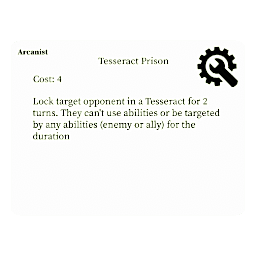 Arcanist
Tesseract Prison
Cost: 4
Lock target opponent in a Tesseract for 2
turns. They can't use abilities or be targeted
by any abilities (enemy or ally) for the
duration